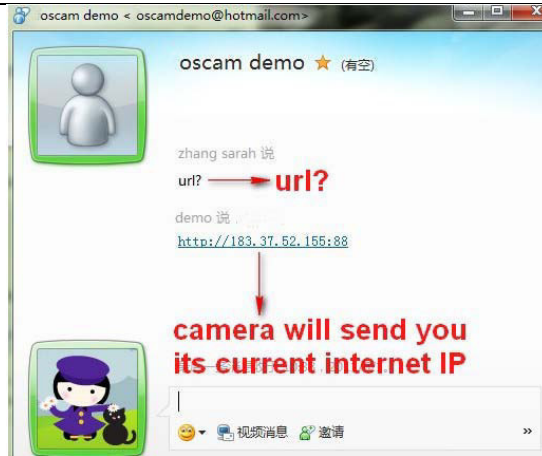 oscam demo < oscamdemo@hotmail.com>
oscam demo (有空)
zhang sarah 说
url? url?
demo 说
http://183.37.52.155:88
camera will send you
its current internet IP
视频消息 邀请 »